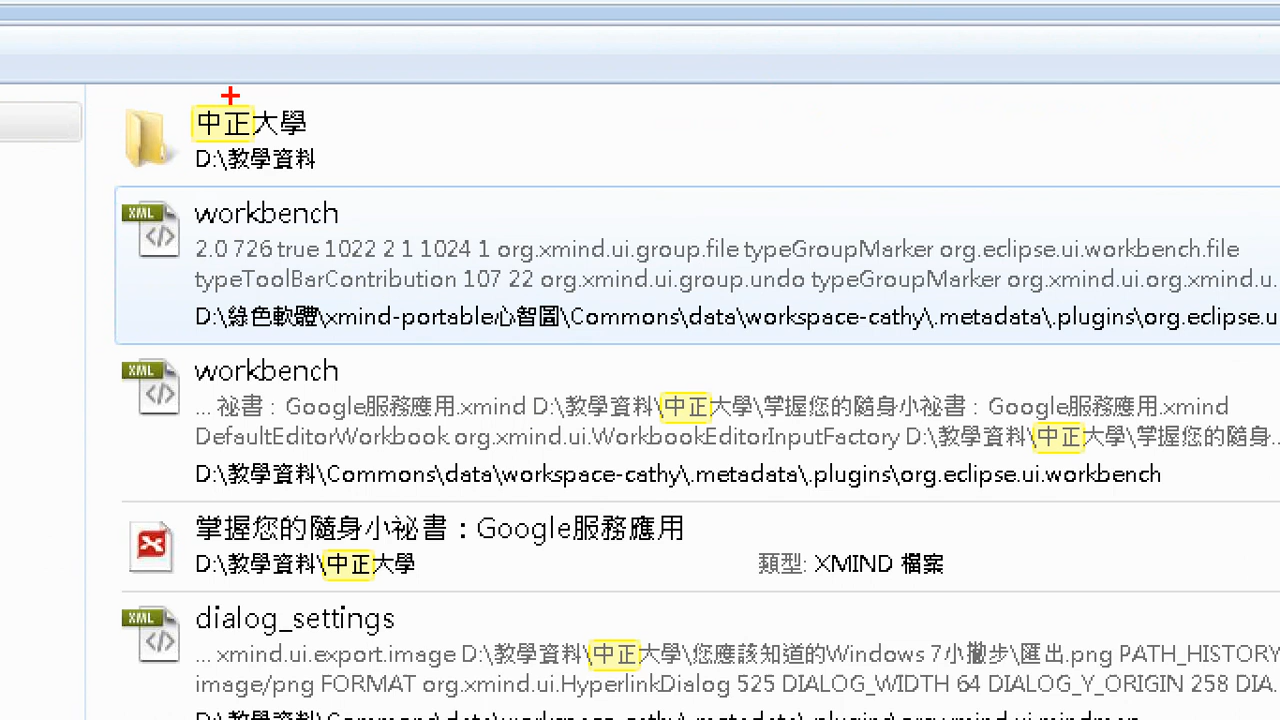 中正大學
D:\教學資料
XML
workbench
2.0 726 true 1022 2 1 1024 1 org.xmind.ui.group.file typeGroupMarker org.eclipse.ui.workbench.file
typeToolBarContribution 107 22 org.xmind.ui.group.undo typeGroupMarker org.xmind.ui.org.xmind.u.
D:\綠色軟體\xmind-portable心智圖\Commons\data\workspace-cathy\.metadata\.plugins\org.eclipse.u
XML
workbench
... 祕書：Google服務應用.xmind D:\教學資料\中正大學\掌握您的隨身小祕書：Google服務應用.xmind
DefaultEditorWorkbook org.xmind.ui.WorkbookEditorInputFactory D:\教學資料\中正大學\掌握您的隨身...
D:\教學資料\Commons\data\workspace-cathy\.metadata\.plugins\org.eclipse.ui.workbench
掌握您的隨身小祕書：Google服務應用
D:\教學資料\中正大學 類型: XMIND 檔案
XML
dialog_settings
... xmind.ui.export.image D:\教學資料\中正大學\您應該知道的Windows 7小撇步\匯出.png PATH_HISTORY
image/png FORMAT org.xmind.ui.HyperlinkDialog 525 DIALOG_WIDTH 64 DIALOG_Y_ORIGIN 258 DIA.